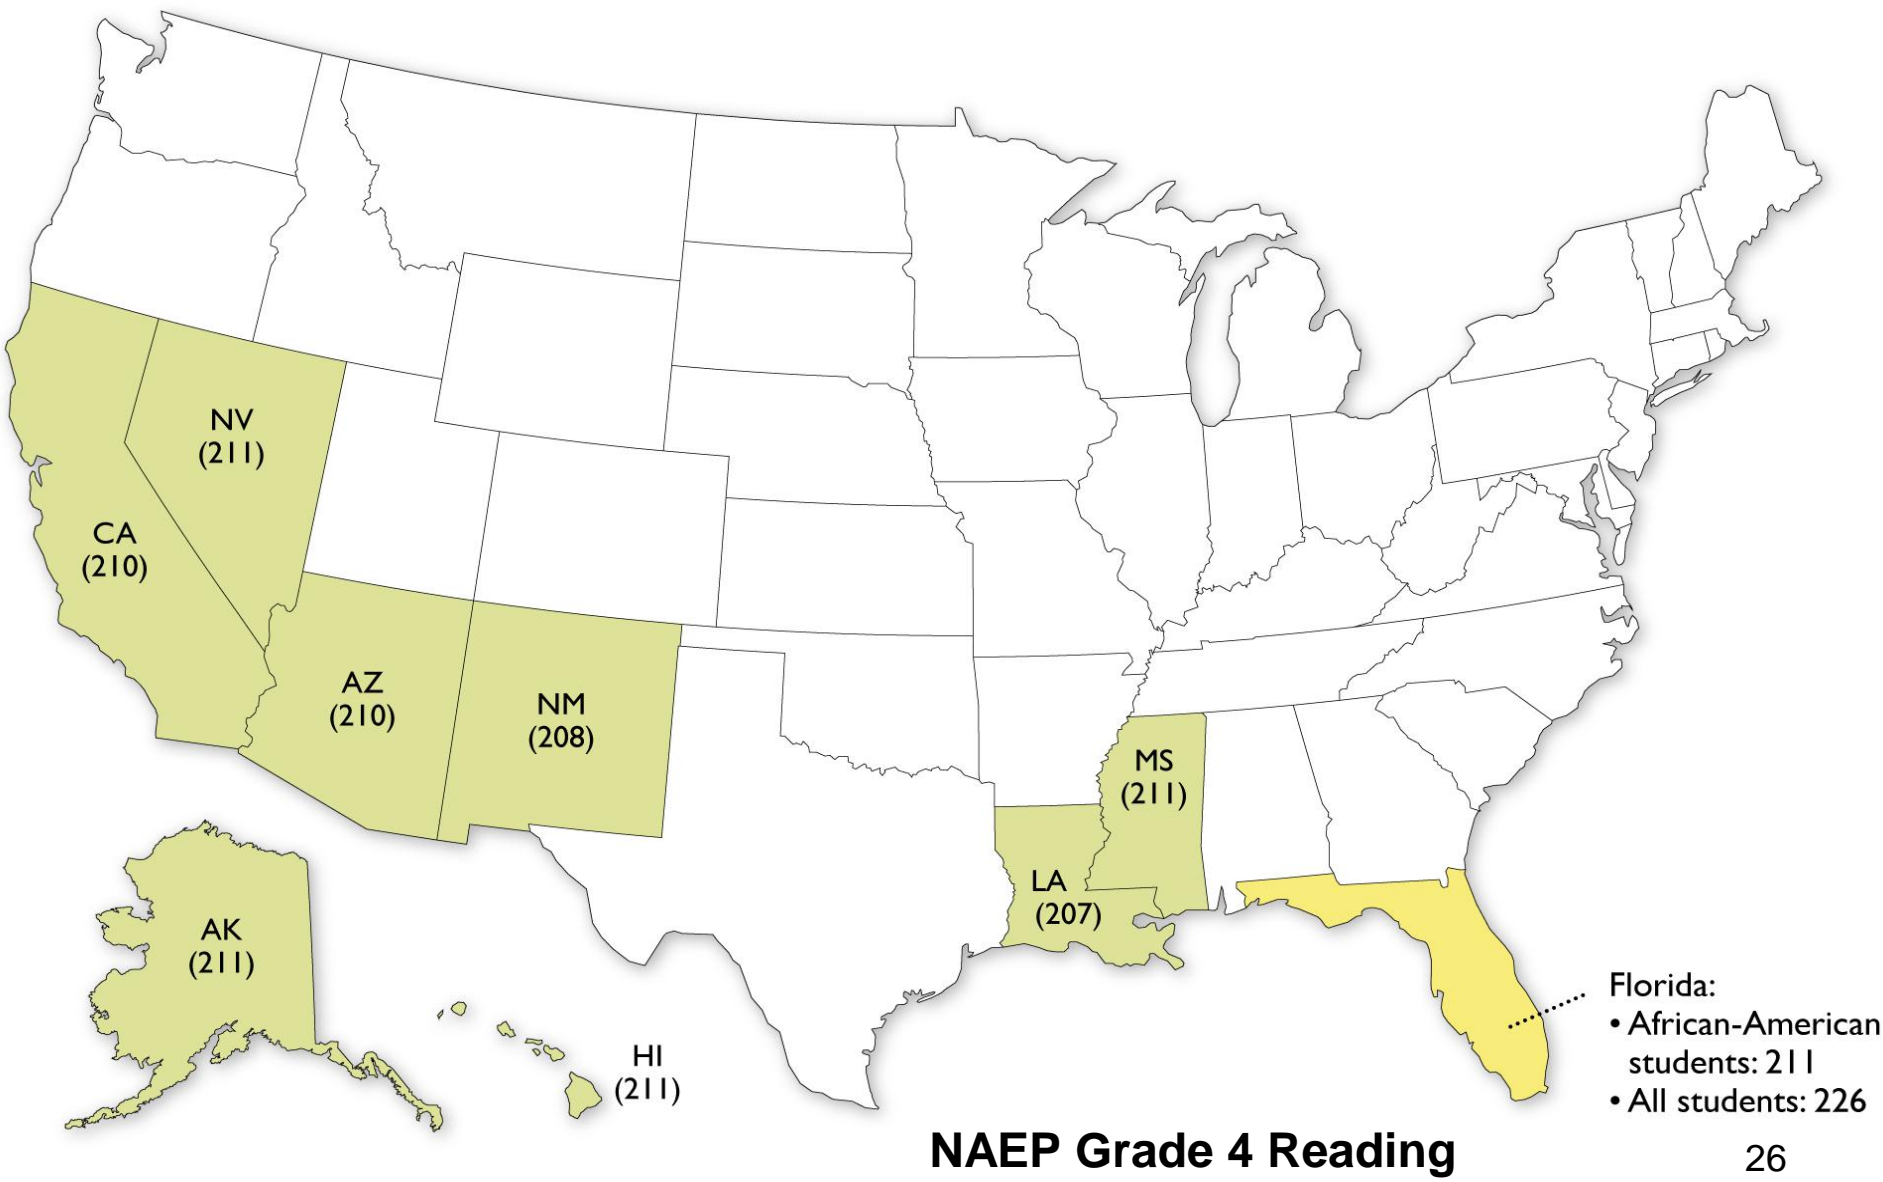 NV
(211)
CA
(210)
AZ
(210)
NM
(208)
MS
(211)
LA
(207)
AK
(211)
HI
(211)
Florida:
• African-American
students: 211
• All students: 226
NAEP Grade 4 Reading
26